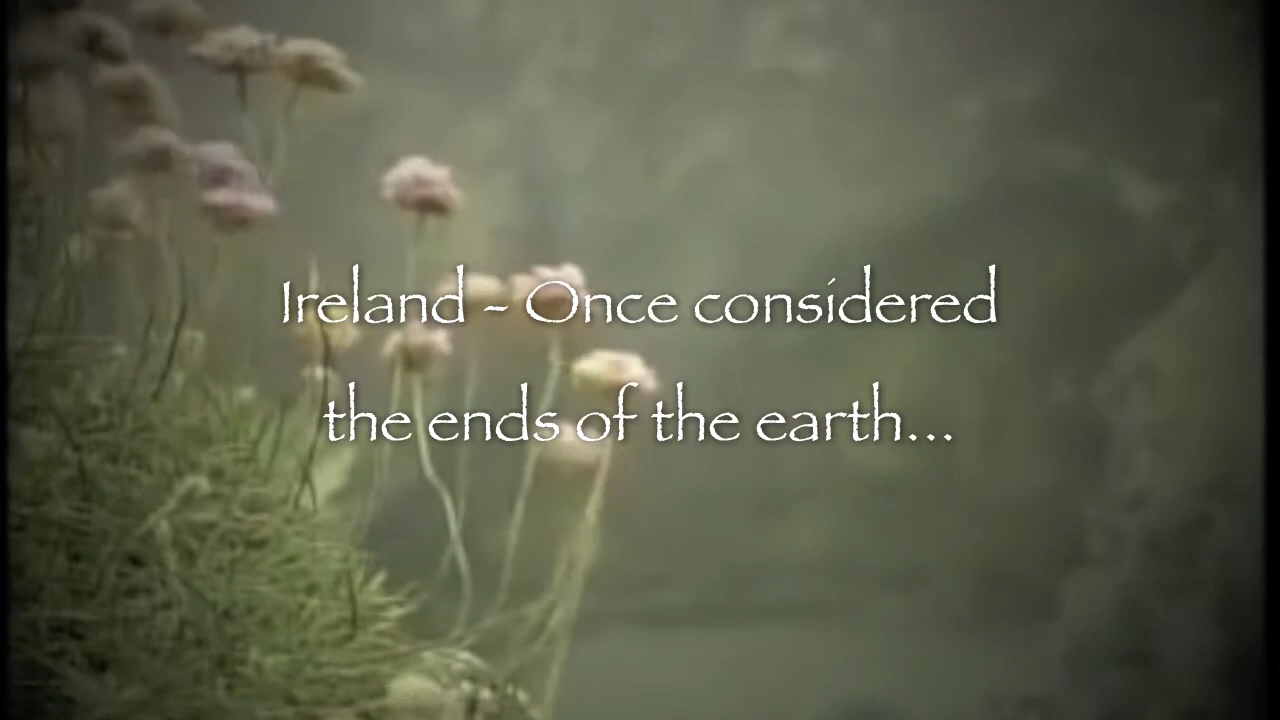 Ireland - Once considered
the ends of the earth...